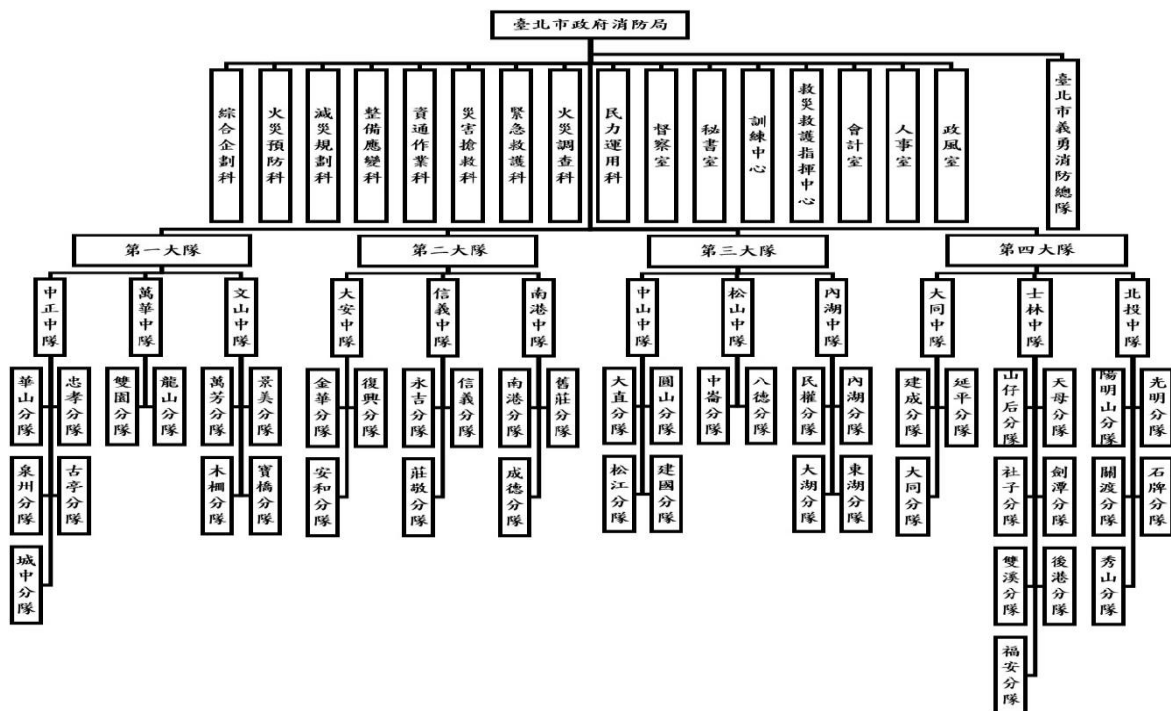 臺北市政府消防局
綜合企劃科
火災預防科
減災規劃科
整備應變科
資通作業科
災害搶救科
緊急救護科
火災調查科
民力運用科
督察室
秘書室
訓練中心
救災救護指揮中心
會計室
人事室
政風室
臺北市義勇消防總隊
第一大隊
第二大隊
第三大隊
第四大隊
中正中隊
萬華中隊
文山中隊
大安中隊
信義中隊
南港中隊
中山中隊
松山中隊
內湖中隊
大同中隊
士林中隊
北投中隊
華山分隊
忠孝分隊
雙園分隊
龍山分隊
萬芳分隊
景美分隊
金華分隊
復興分隊
永吉分隊
信義分隊
南港分隊
舊莊分隊
大直分隊
圓山分隊
中崙分隊
八德分隊
民權分隊
內湖分隊
建成分隊
延平分隊
山仔后分隊
天母分隊
陽明山分隊
光明分隊
泉州分隊
古亭分隊
木柵分隊
寶橋分隊
安和分隊
莊敬分隊
成德分隊
松江分隊
建國分隊
大湖分隊
東湖分隊
大同分隊
社子分隊
劍潭分隊
關渡分隊
石牌分隊
城中分隊
雙溪分隊
後港分隊
秀山分隊
福安分隊